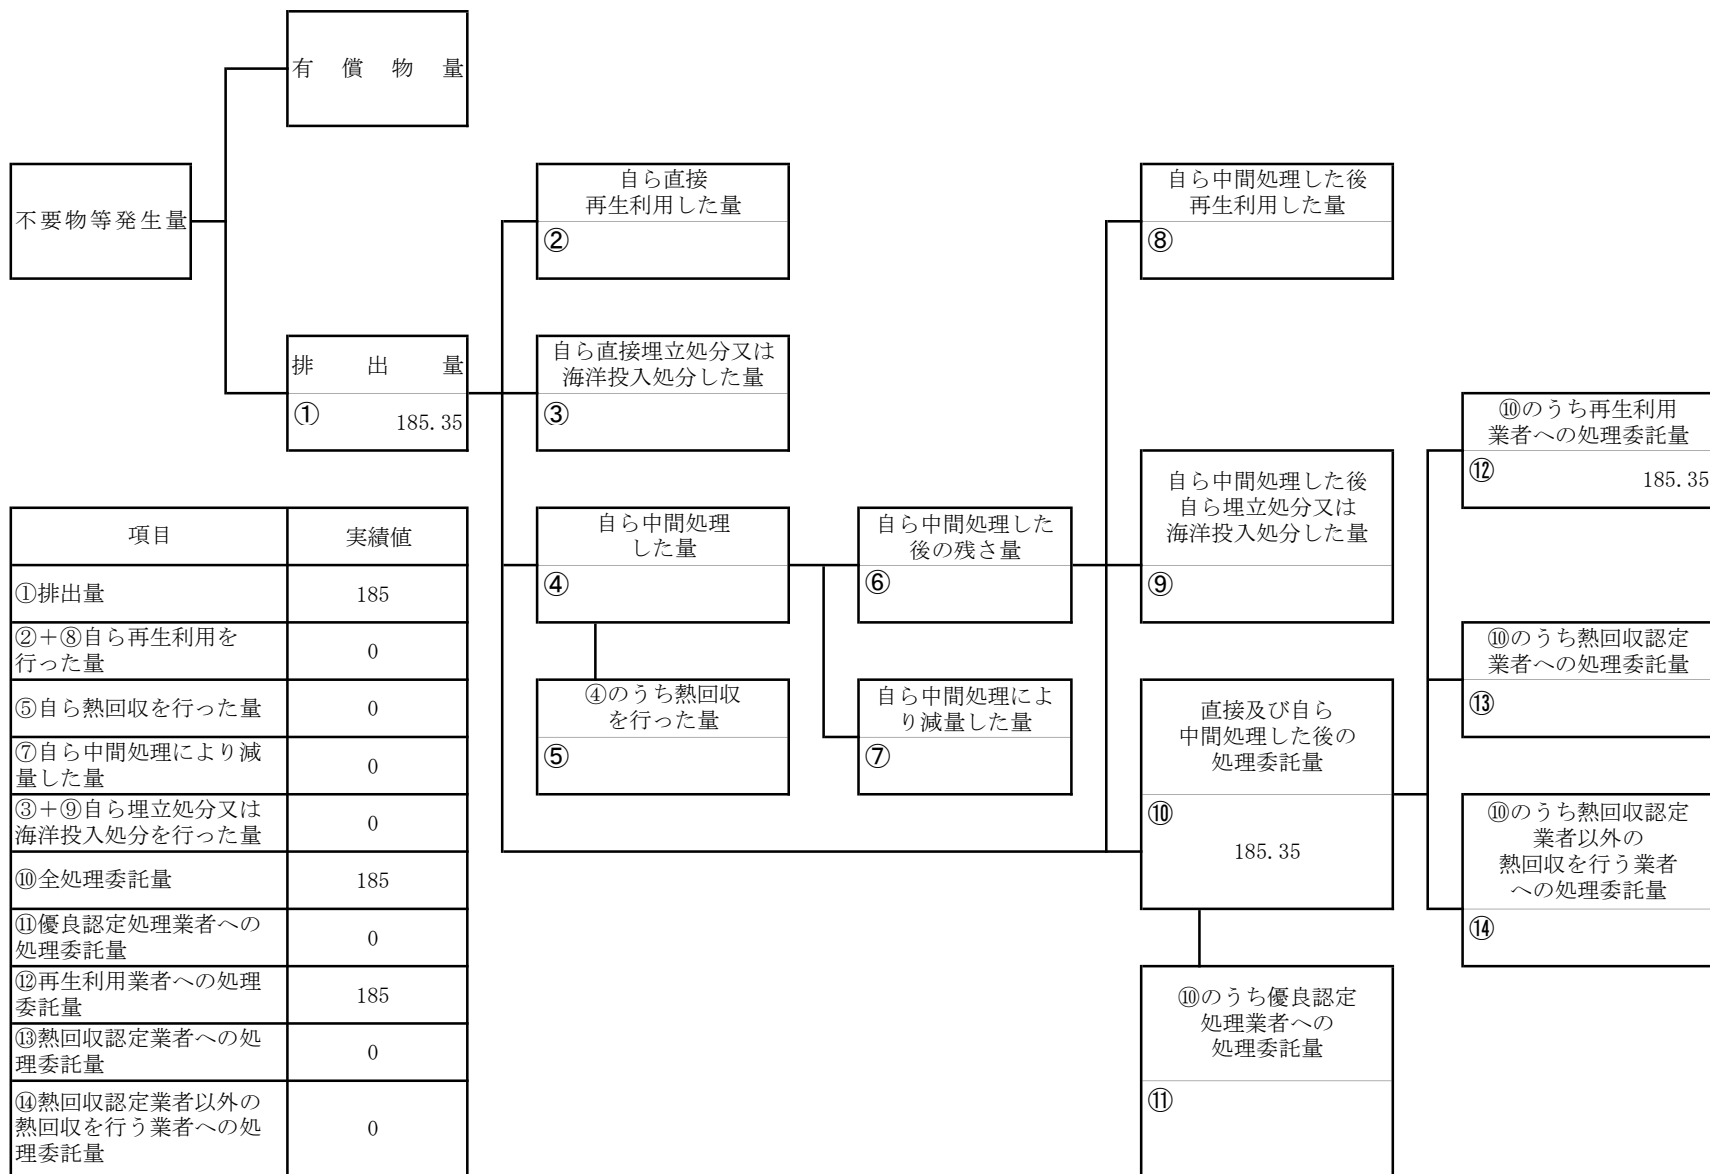 有償物量
不要物等発生量
自ら直接
再生利用した量
②
自ら中間処理した後
再生利用した量
⑧
排出量
① 185.35
自ら直接埋立処分又は
海洋投入処分した量
③
⑩のうち再生利用
業者への処理委託量
⑫ 185.35
自ら中間処理した後
自ら埋立処分又は
海洋投入処分した量
⑨
自ら中間処理
した量
④
自ら中間処理した
後の残さ量
⑥
④のうち熱回収
を行った量
⑤
自ら中間処理によ
り減量した量
⑦
直接及び自ら
中間処理した後の
処理委託量
⑩
185.35
⑩のうち熱回収認定
業者への処理委託量
⑬
⑩のうち熱回収認定
業者以外の
熱回収を行う業者
への処理委託量
⑭
⑩のうち優良認定
処理業者への
処理委託量
⑪
項目 実績値
①排出量 185
②+⑧自ら再生利用を
行った量 0
⑤自ら熱回収を行った量 0
⑦自ら中間処理により減
量した量 0
③+⑨自ら埋立処分又は
海洋投入処分を行った量 0
⑩全処理委託量 185
⑪優良認定処理業者への
処理委託量 0
⑫再生利用業者への処理
委託量 185
⑬熱回収認定業者への処
理委託量 0
⑭熱回収認定業者以外の
熱回収を行う業者への処
理委託量 0